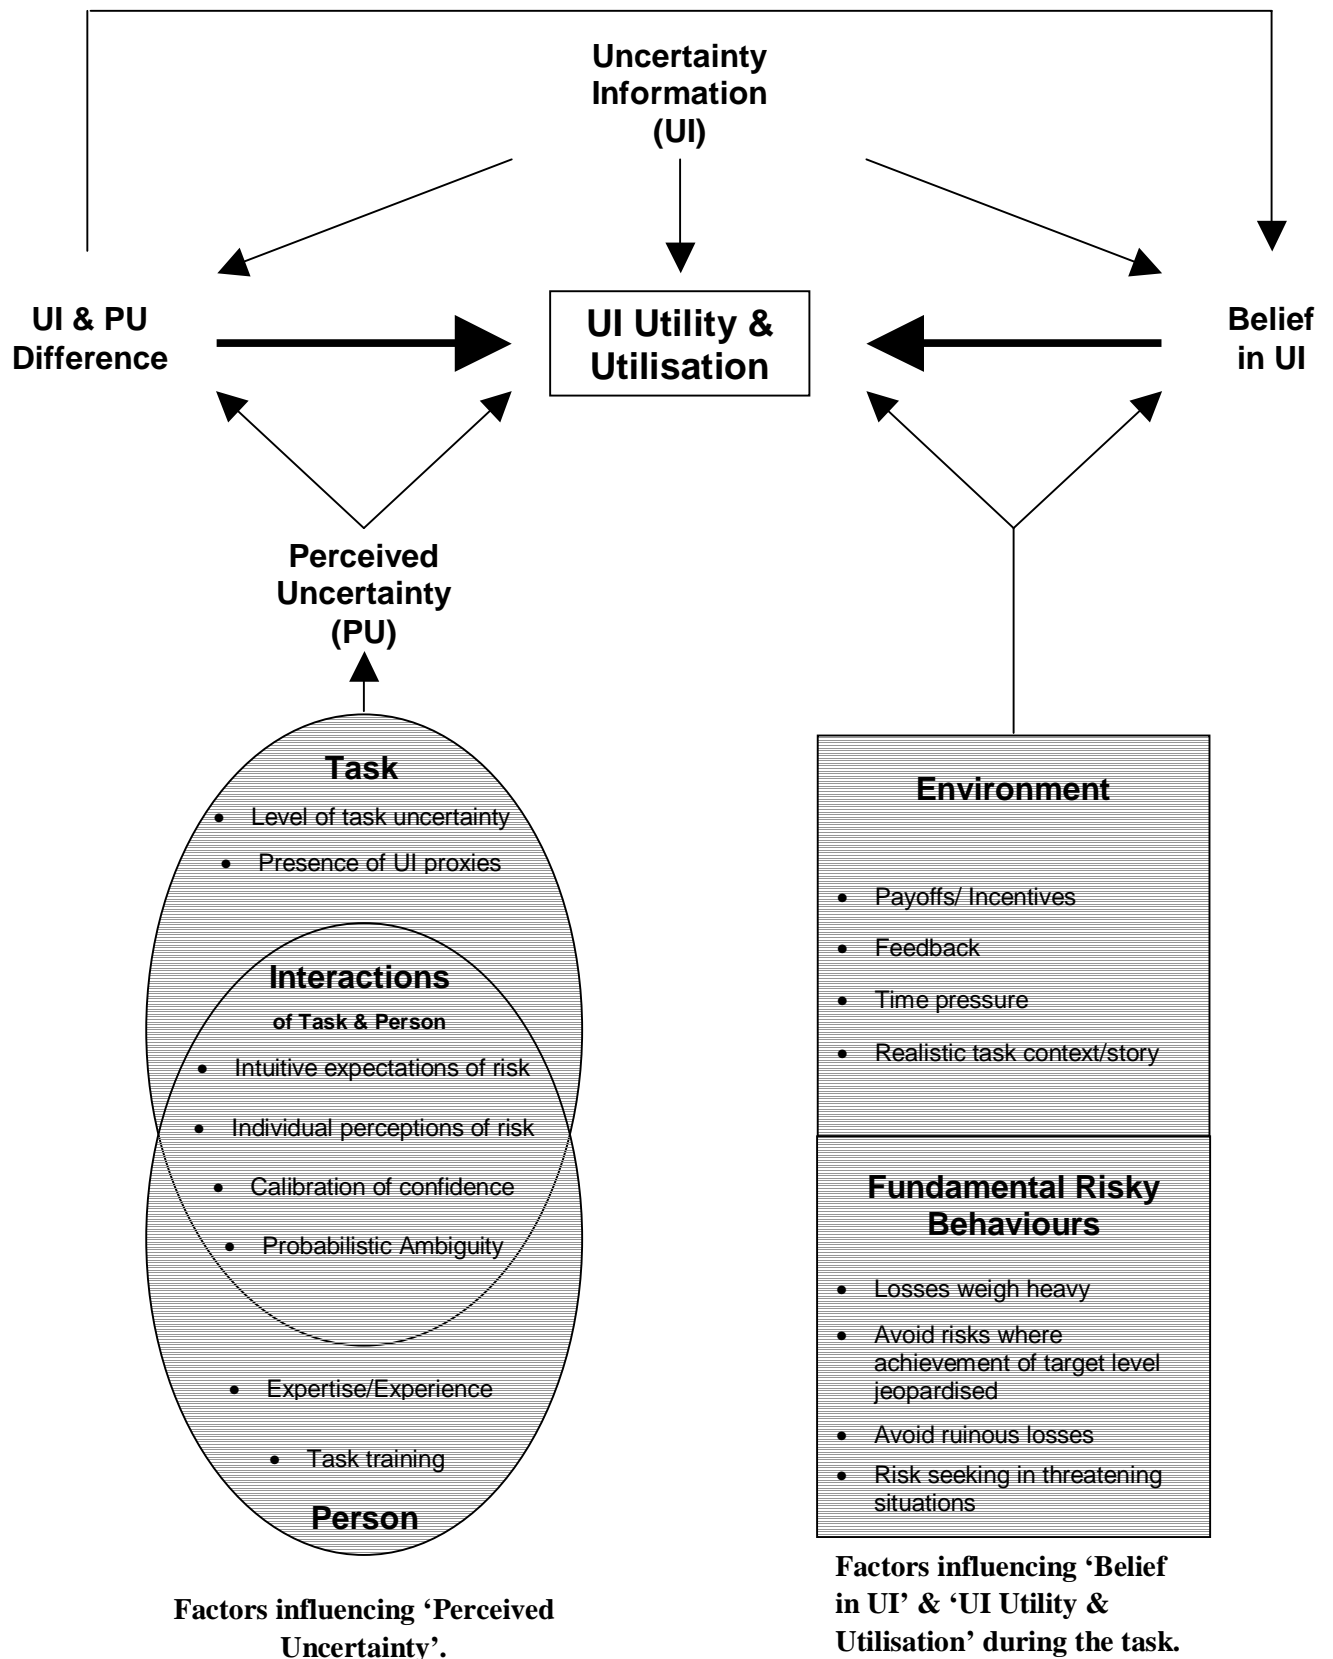 Uncertainty
Information
(UI)
UI & PU
Difference
UI Utility &
Utilisation
Belief
in UI
Perceived
Uncertainty
(PU)
Task
• Level of task uncertainty
• Presence of UI proxies
Interactions
of Task & Person
• Intuitive expectations of risk
• Individual perceptions of risk
• Calibration of confidence
• Probabilistic Ambiguity
• Expertise/Experience
• Task training
Person
Factors influencing ‘Perceived
Uncertainty’.
Environment
• Payoffs/ Incentives
• Feedback
• Time pressure
• Realistic task context/story
Fundamental Risky
Behaviours
• Losses weigh heavy
• Avoid risks where
achievement of target level
jeopardised
• Avoid ruinous losses
• Risk seeking in threatening
situations
Factors influencing ‘Belief
in UI’ & ‘UI Utility &
Utilisation’ during the task.